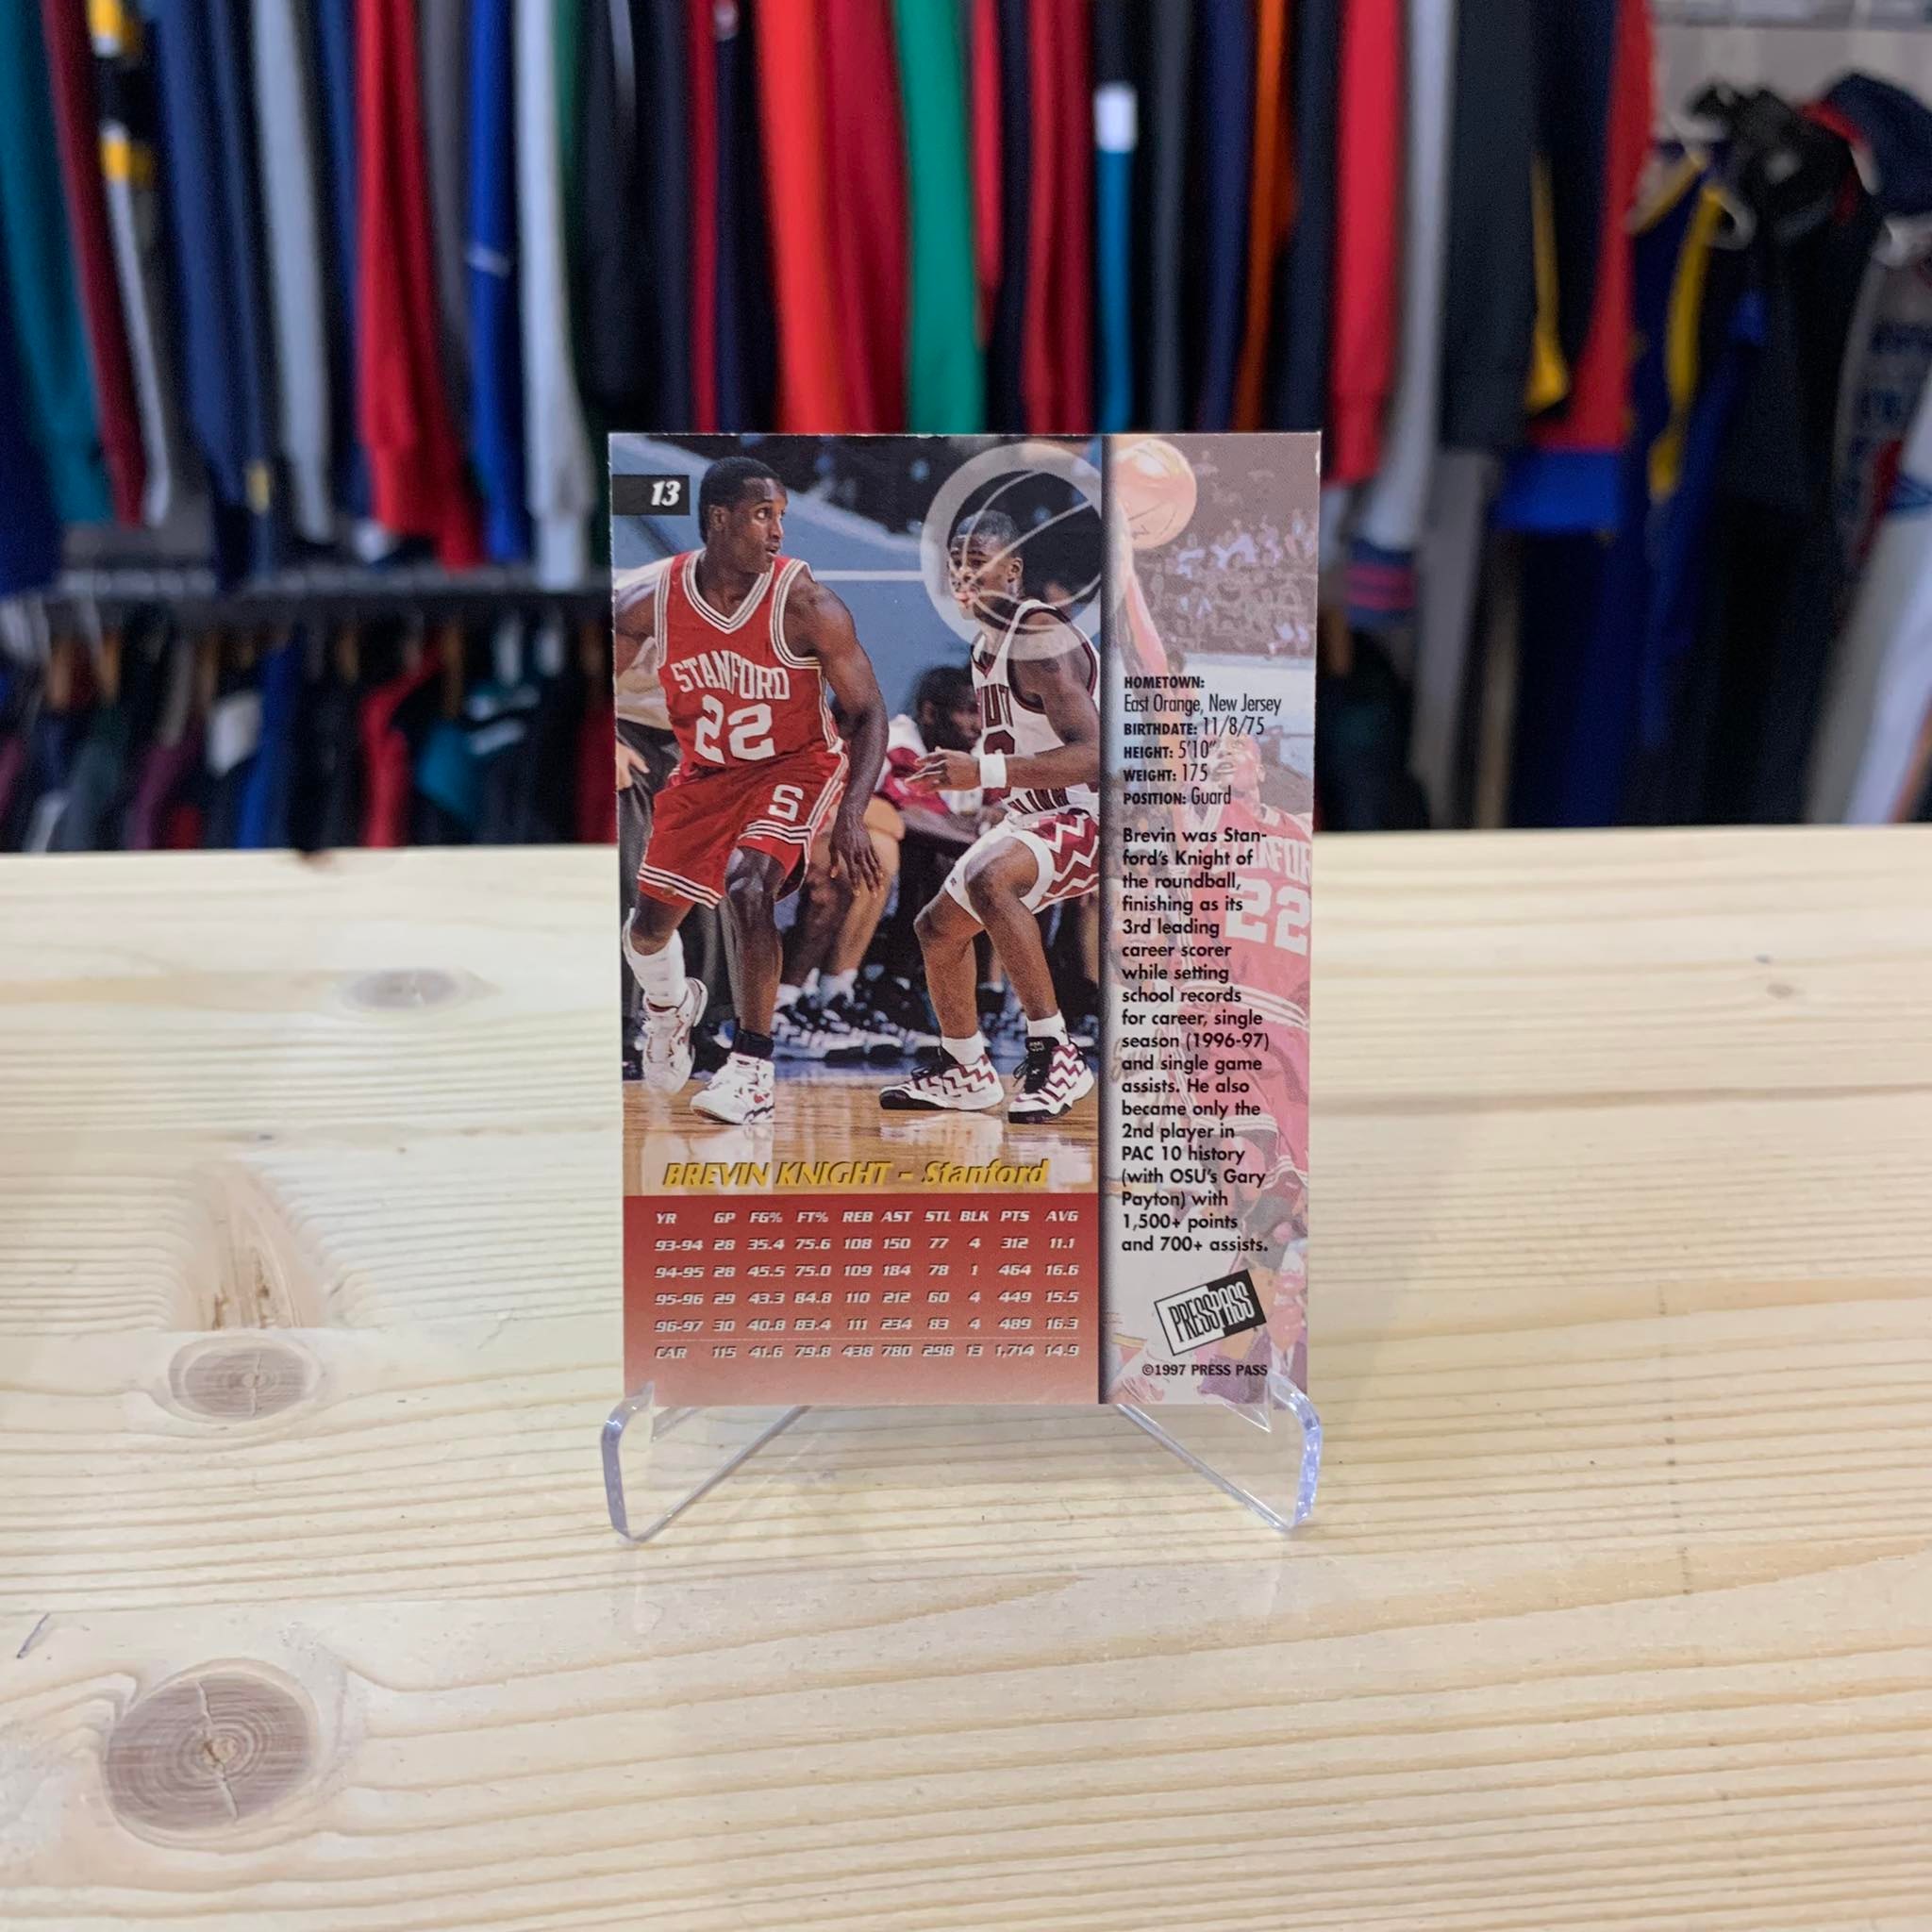 13
STANFORD
22
S
BREVIN KNIGHT - Stanford
YR GP FG% FT% REB AST STL BLK PTS AVG
93-94 28 35.4 75.6 108 150 77 4 312 11.1
94-95 28 45.5 75.0 109 184 78 1 464 16.6
95-96 29 43.3 84.8 110 212 60 4 449 15.5
96-97 30 40.8 83.4 111 234 83 4 489 16.3
CAR 115 41.6 79.8 438 780 298 13 1,714 14.9
HOMETOWN:
East Orange, New Jersey
BIRTHDATE: 11/8/75
HEIGHT: 5'10"
WEIGHT: 175
POSITION: Guard
Brevin was Stan-
ford's Knight of
the roundball,
finishing as its
3rd leading
career scorer
while setting
school records
for career, single
season (1996-97)
and single game
assists. He also
became only the
2nd player in
PAC 10 history
(with OSU's Gary
Payton) with
1,500+ points
and 700+ assists.
22
PRESS PASS
©1997 PRESS PASS